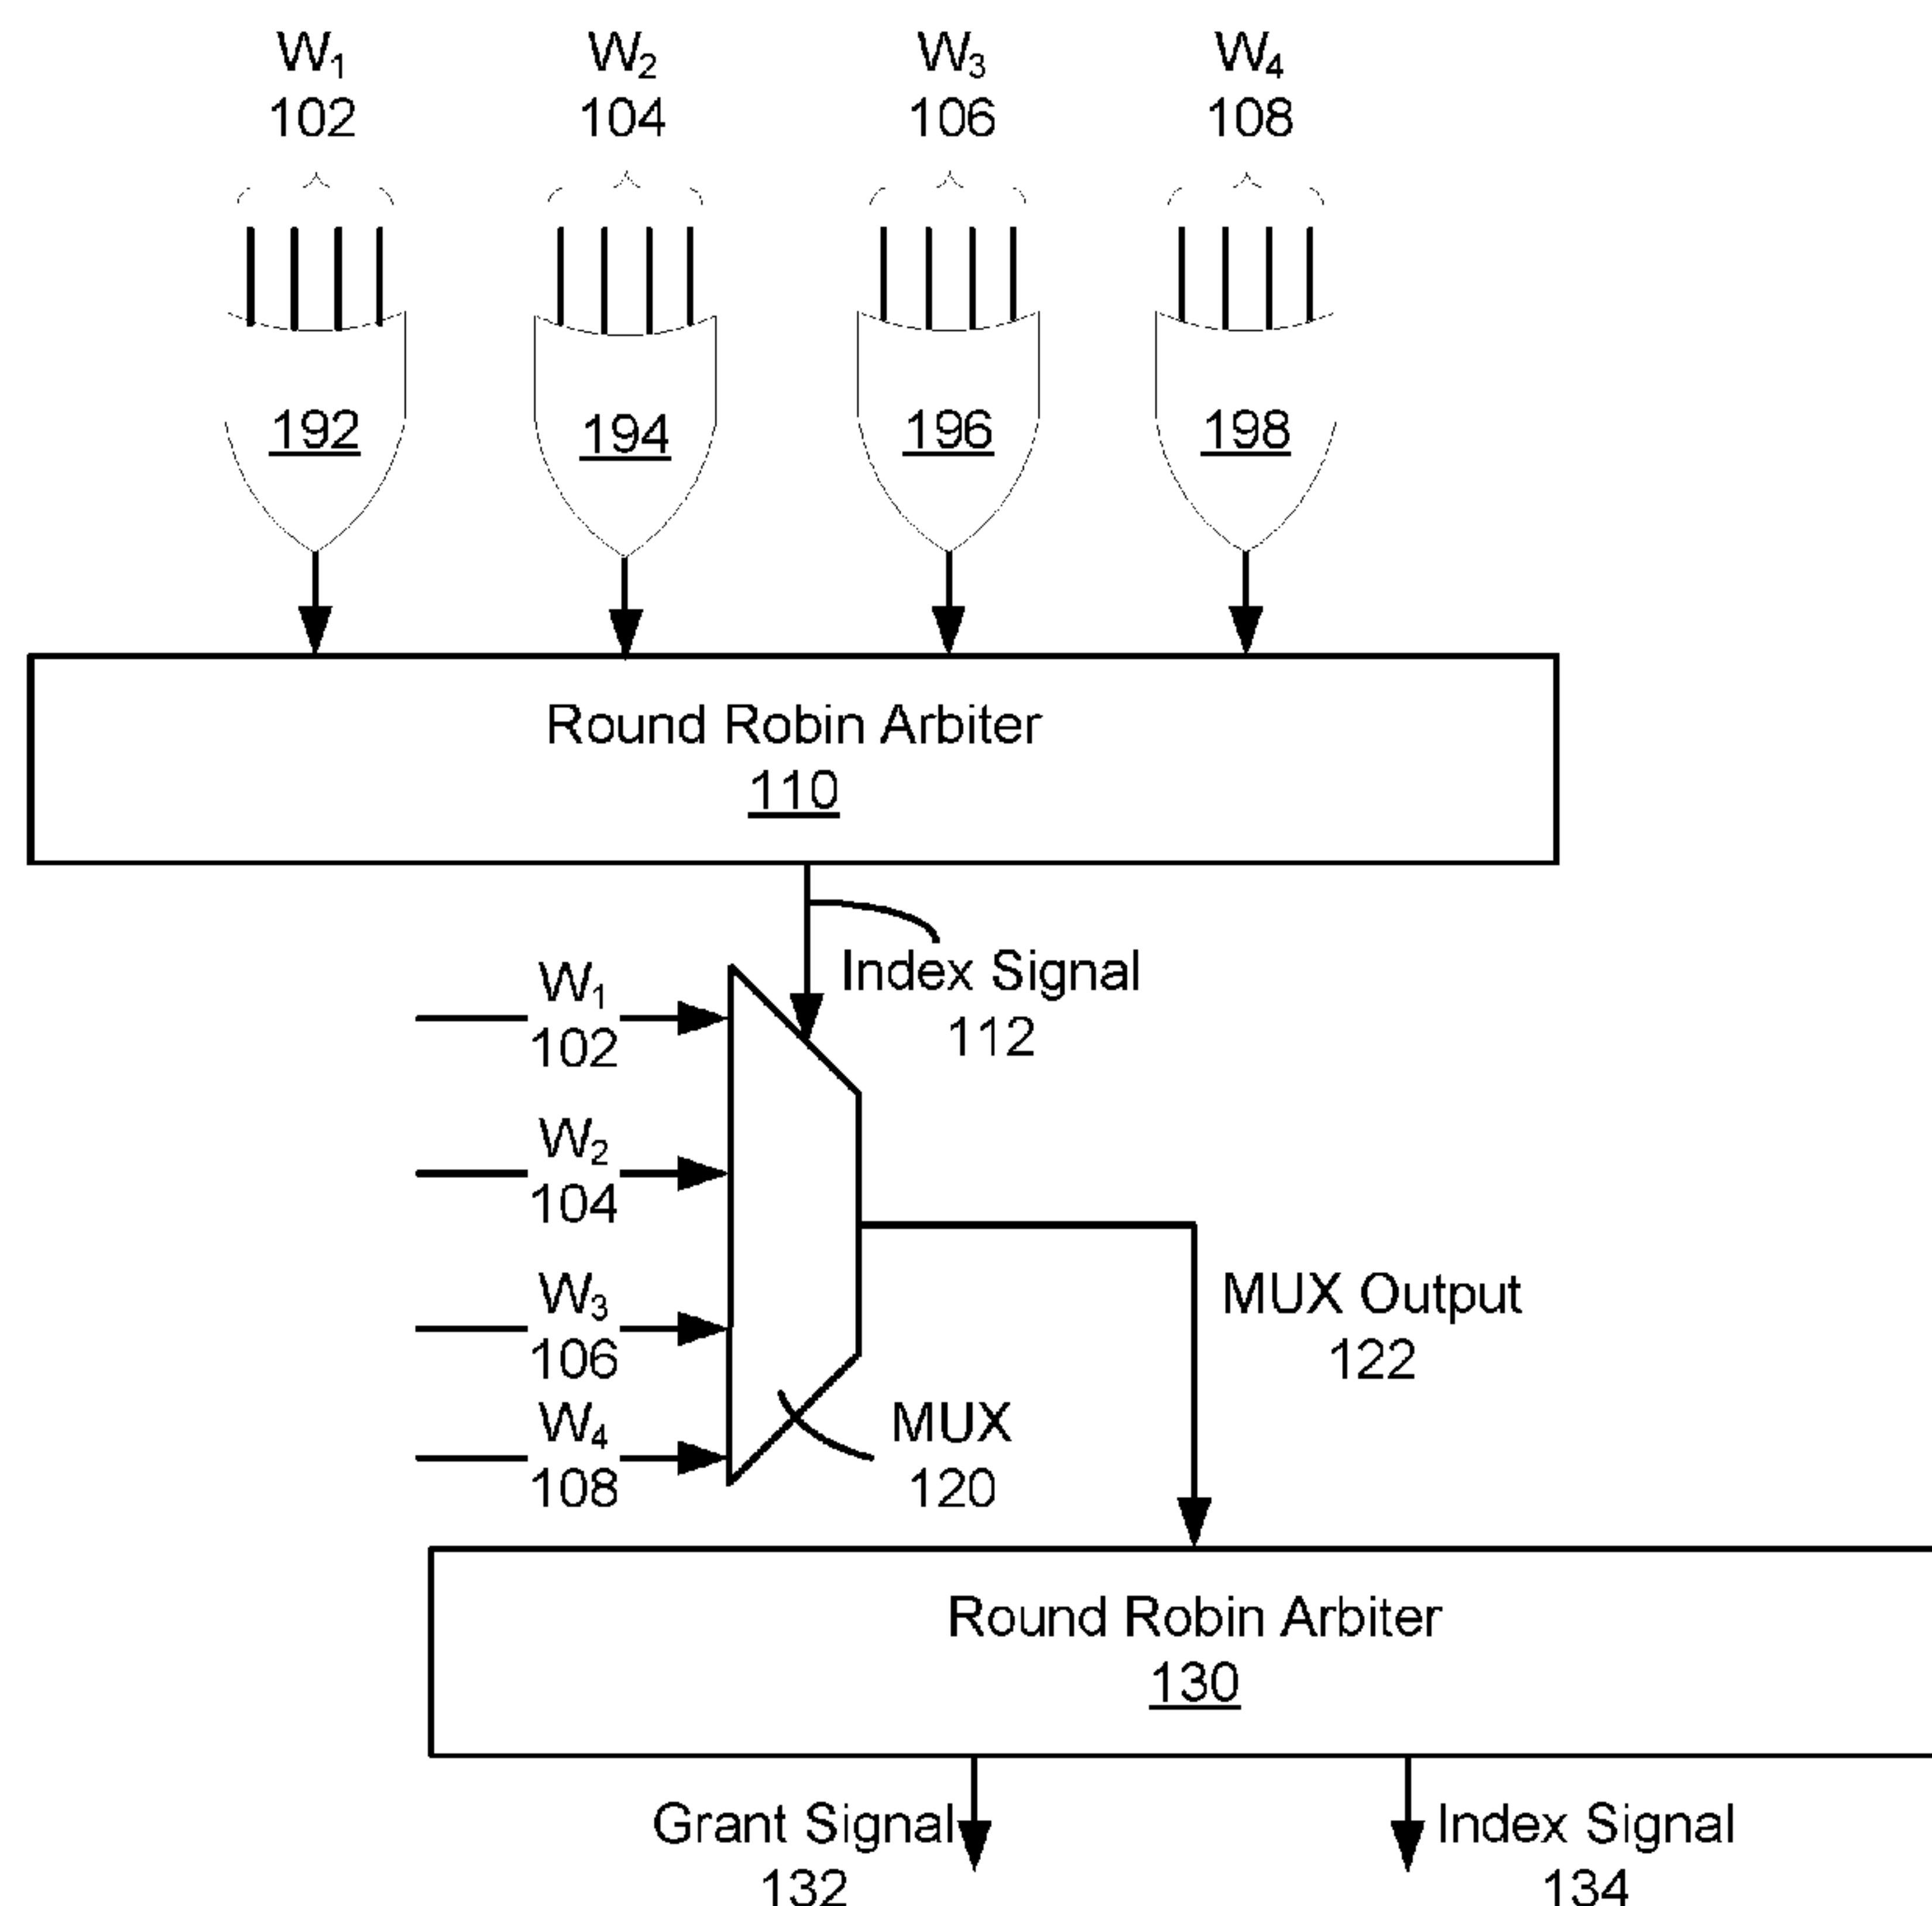 W1 W2 W3 W4
102 104 106 108
192 194 196 198
Round Robin Arbiter
110
Index Signal
112
W1
102
W2
104
W3
106
W4
108
MUX Output
122
MUX
120
Round Robin Arbiter
130
Grant Signal
132
Index Signal
134